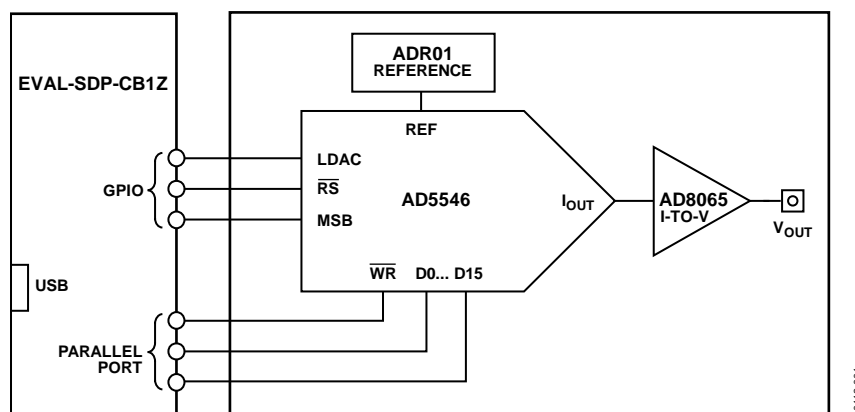 EVAL-SDP-CB1Z
ADR01
REFERENCE
REF
GPIO
LDAC
RS
MSB
AD5546
IOUT
AD8065
I-TO-V
VOUT
WR D0... D15
USB
PARALLEL
PORT